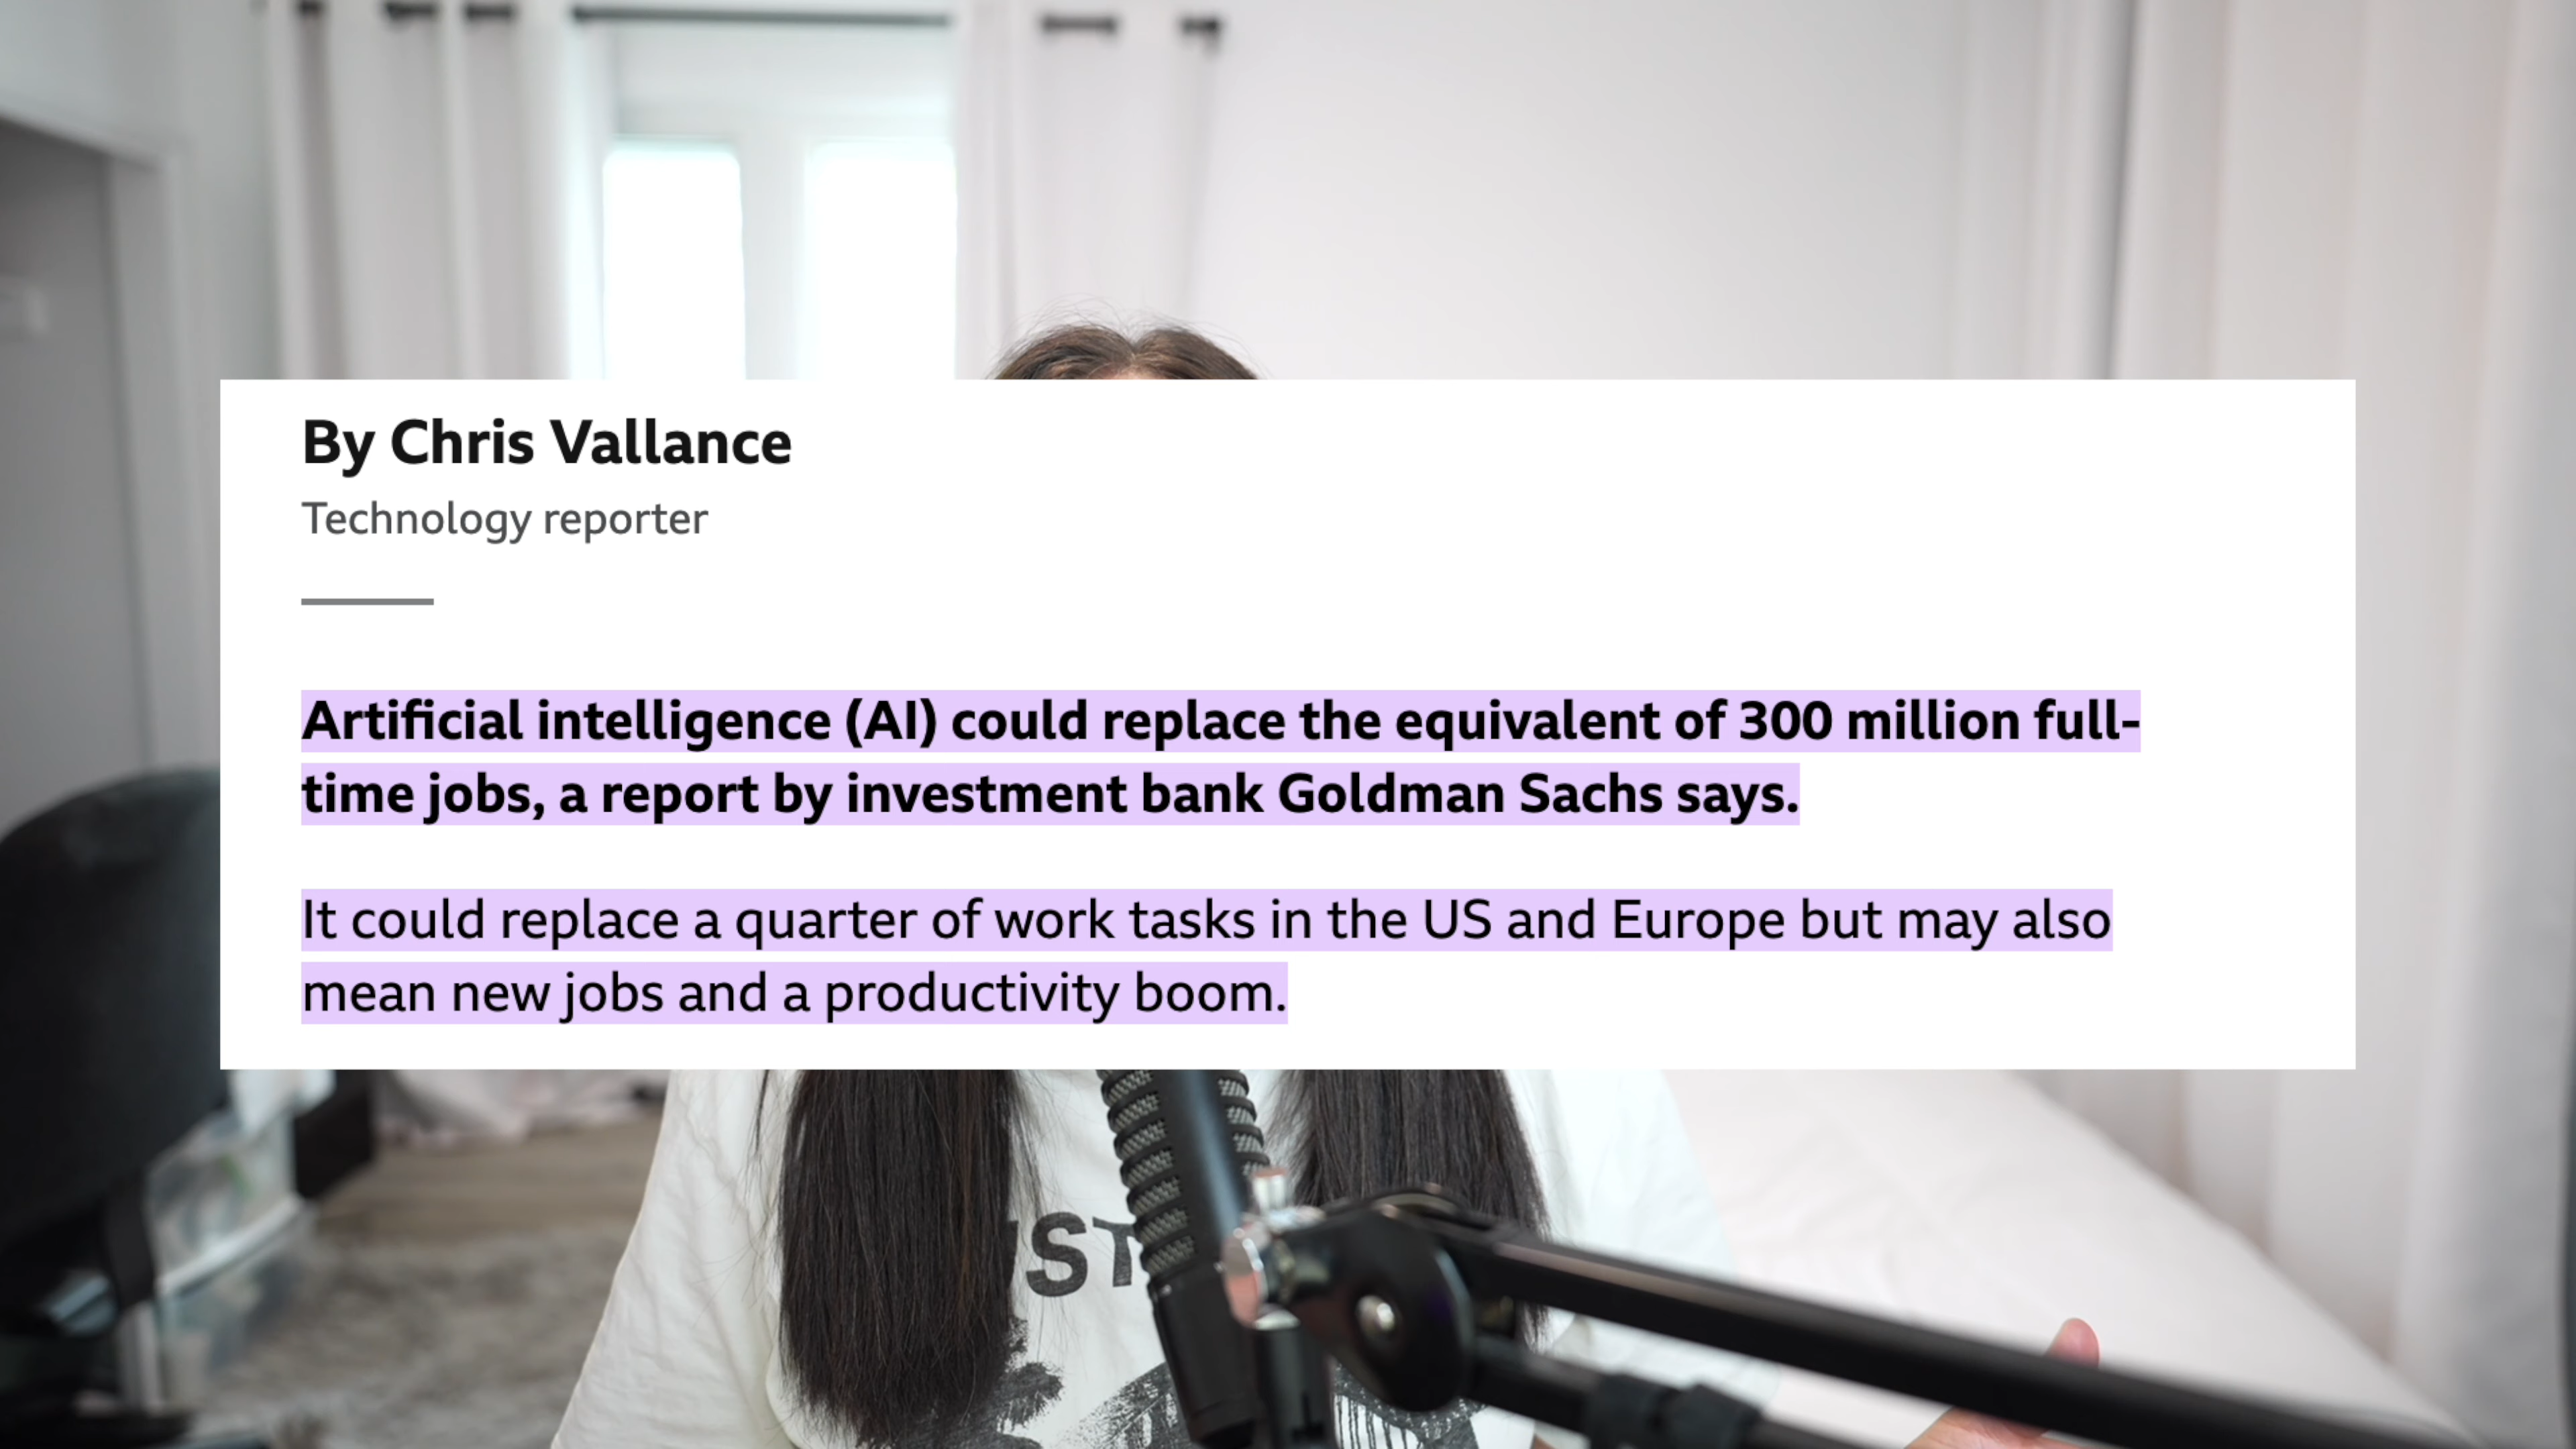 By Chris Vallance
Technology reporter
Artificial intelligence (AI) could replace the equivalent of 300 million full-
time jobs, a report by investment bank Goldman Sachs says.
It could replace a quarter of work tasks in the US and Europe but may also
mean new jobs and a productivity boom.